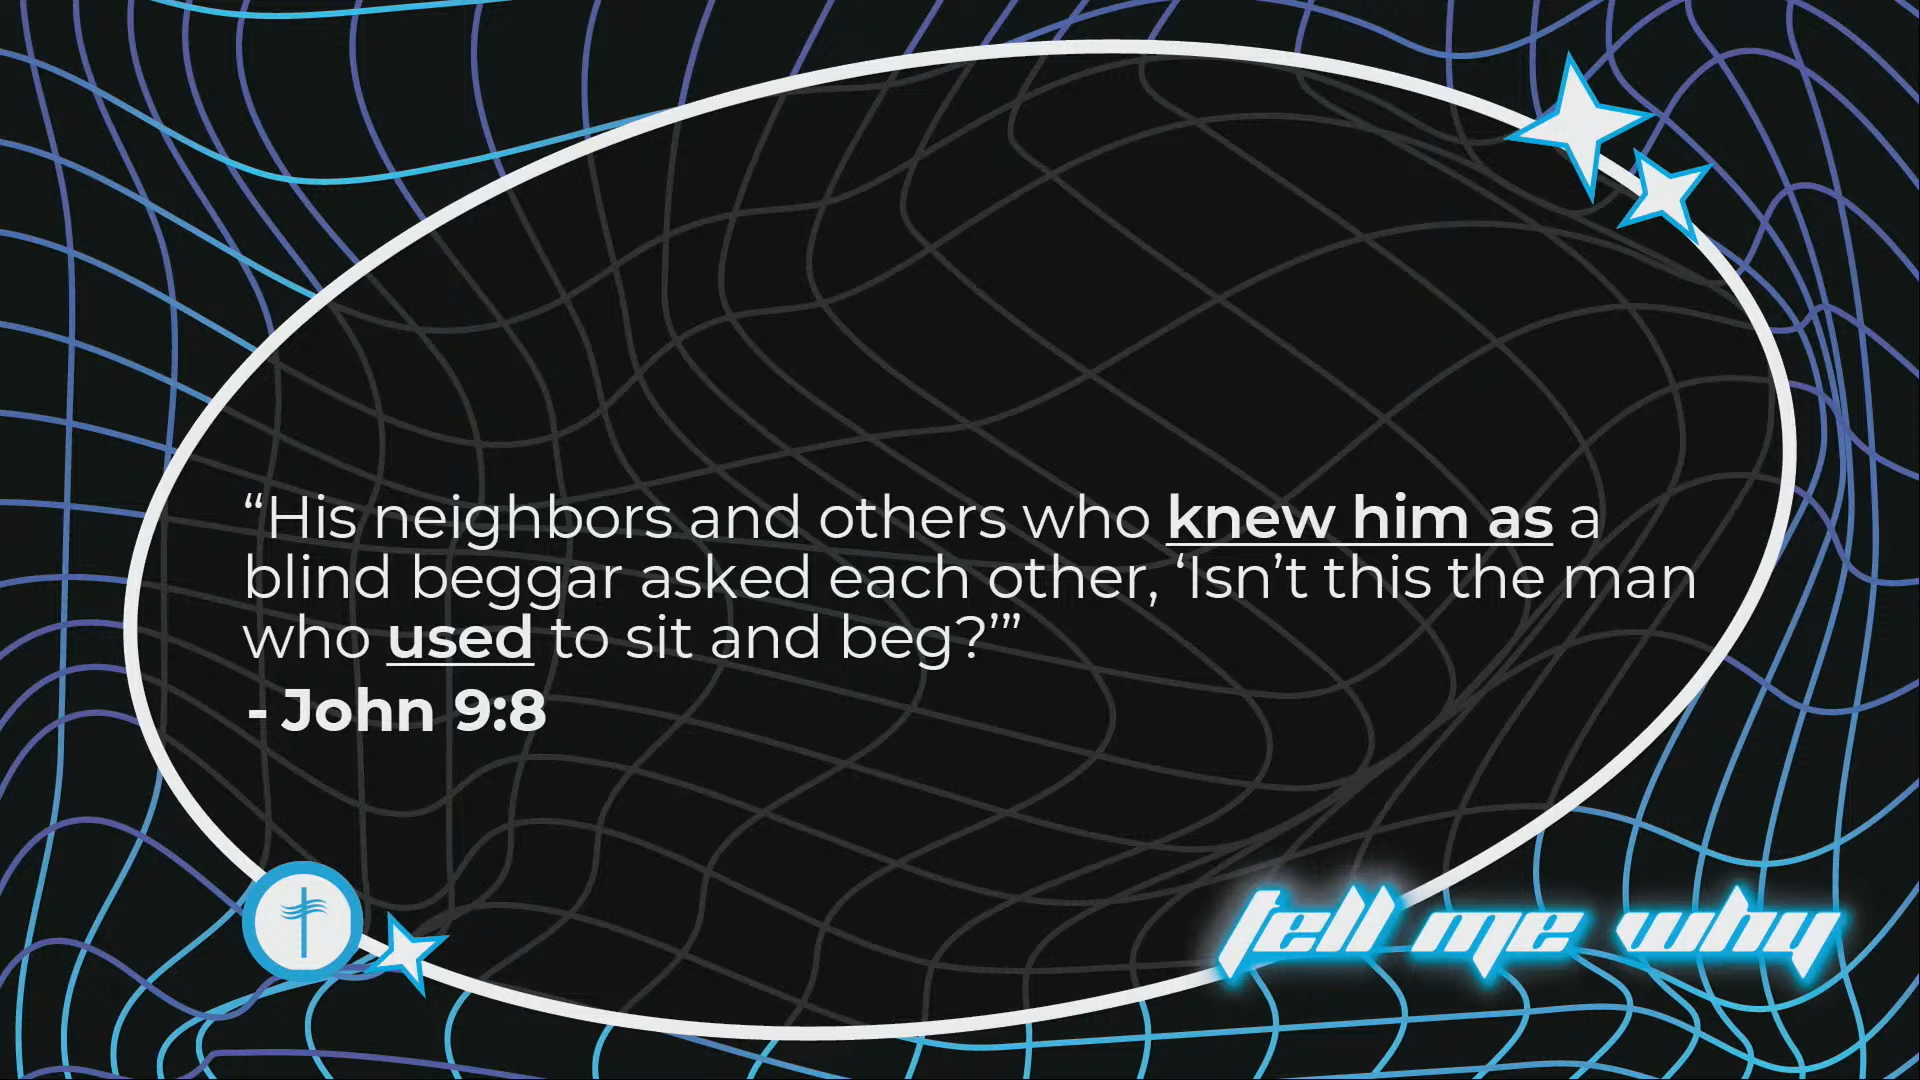 “His neighbors and others who knew him as a
blind beggar asked each other, ‘Isn’t this the man
who used to sit and beg?’”
- John 9:8
tell me why